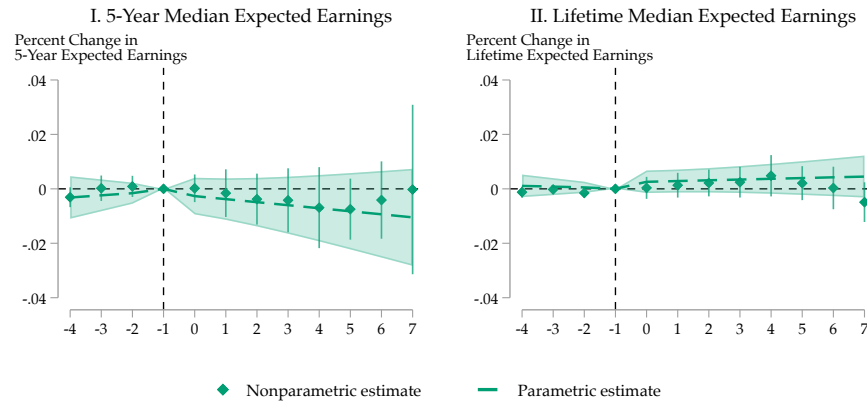 I. 5-Year Median Expected Earnings
Percent Change in
5-Year Expected Earnings
.04
.02
0
-.02
-.04
-4 -3 -2 -1 0 1 2 3 4 5 6 7
II. Lifetime Median Expected Earnings
Percent Change in
Lifetime Expected Earnings
.04
.02
0
-.02
-.04
-4 -3 -2 -1 0 1 2 3 4 5 6 7
Nonparametric estimate Parametric estimate